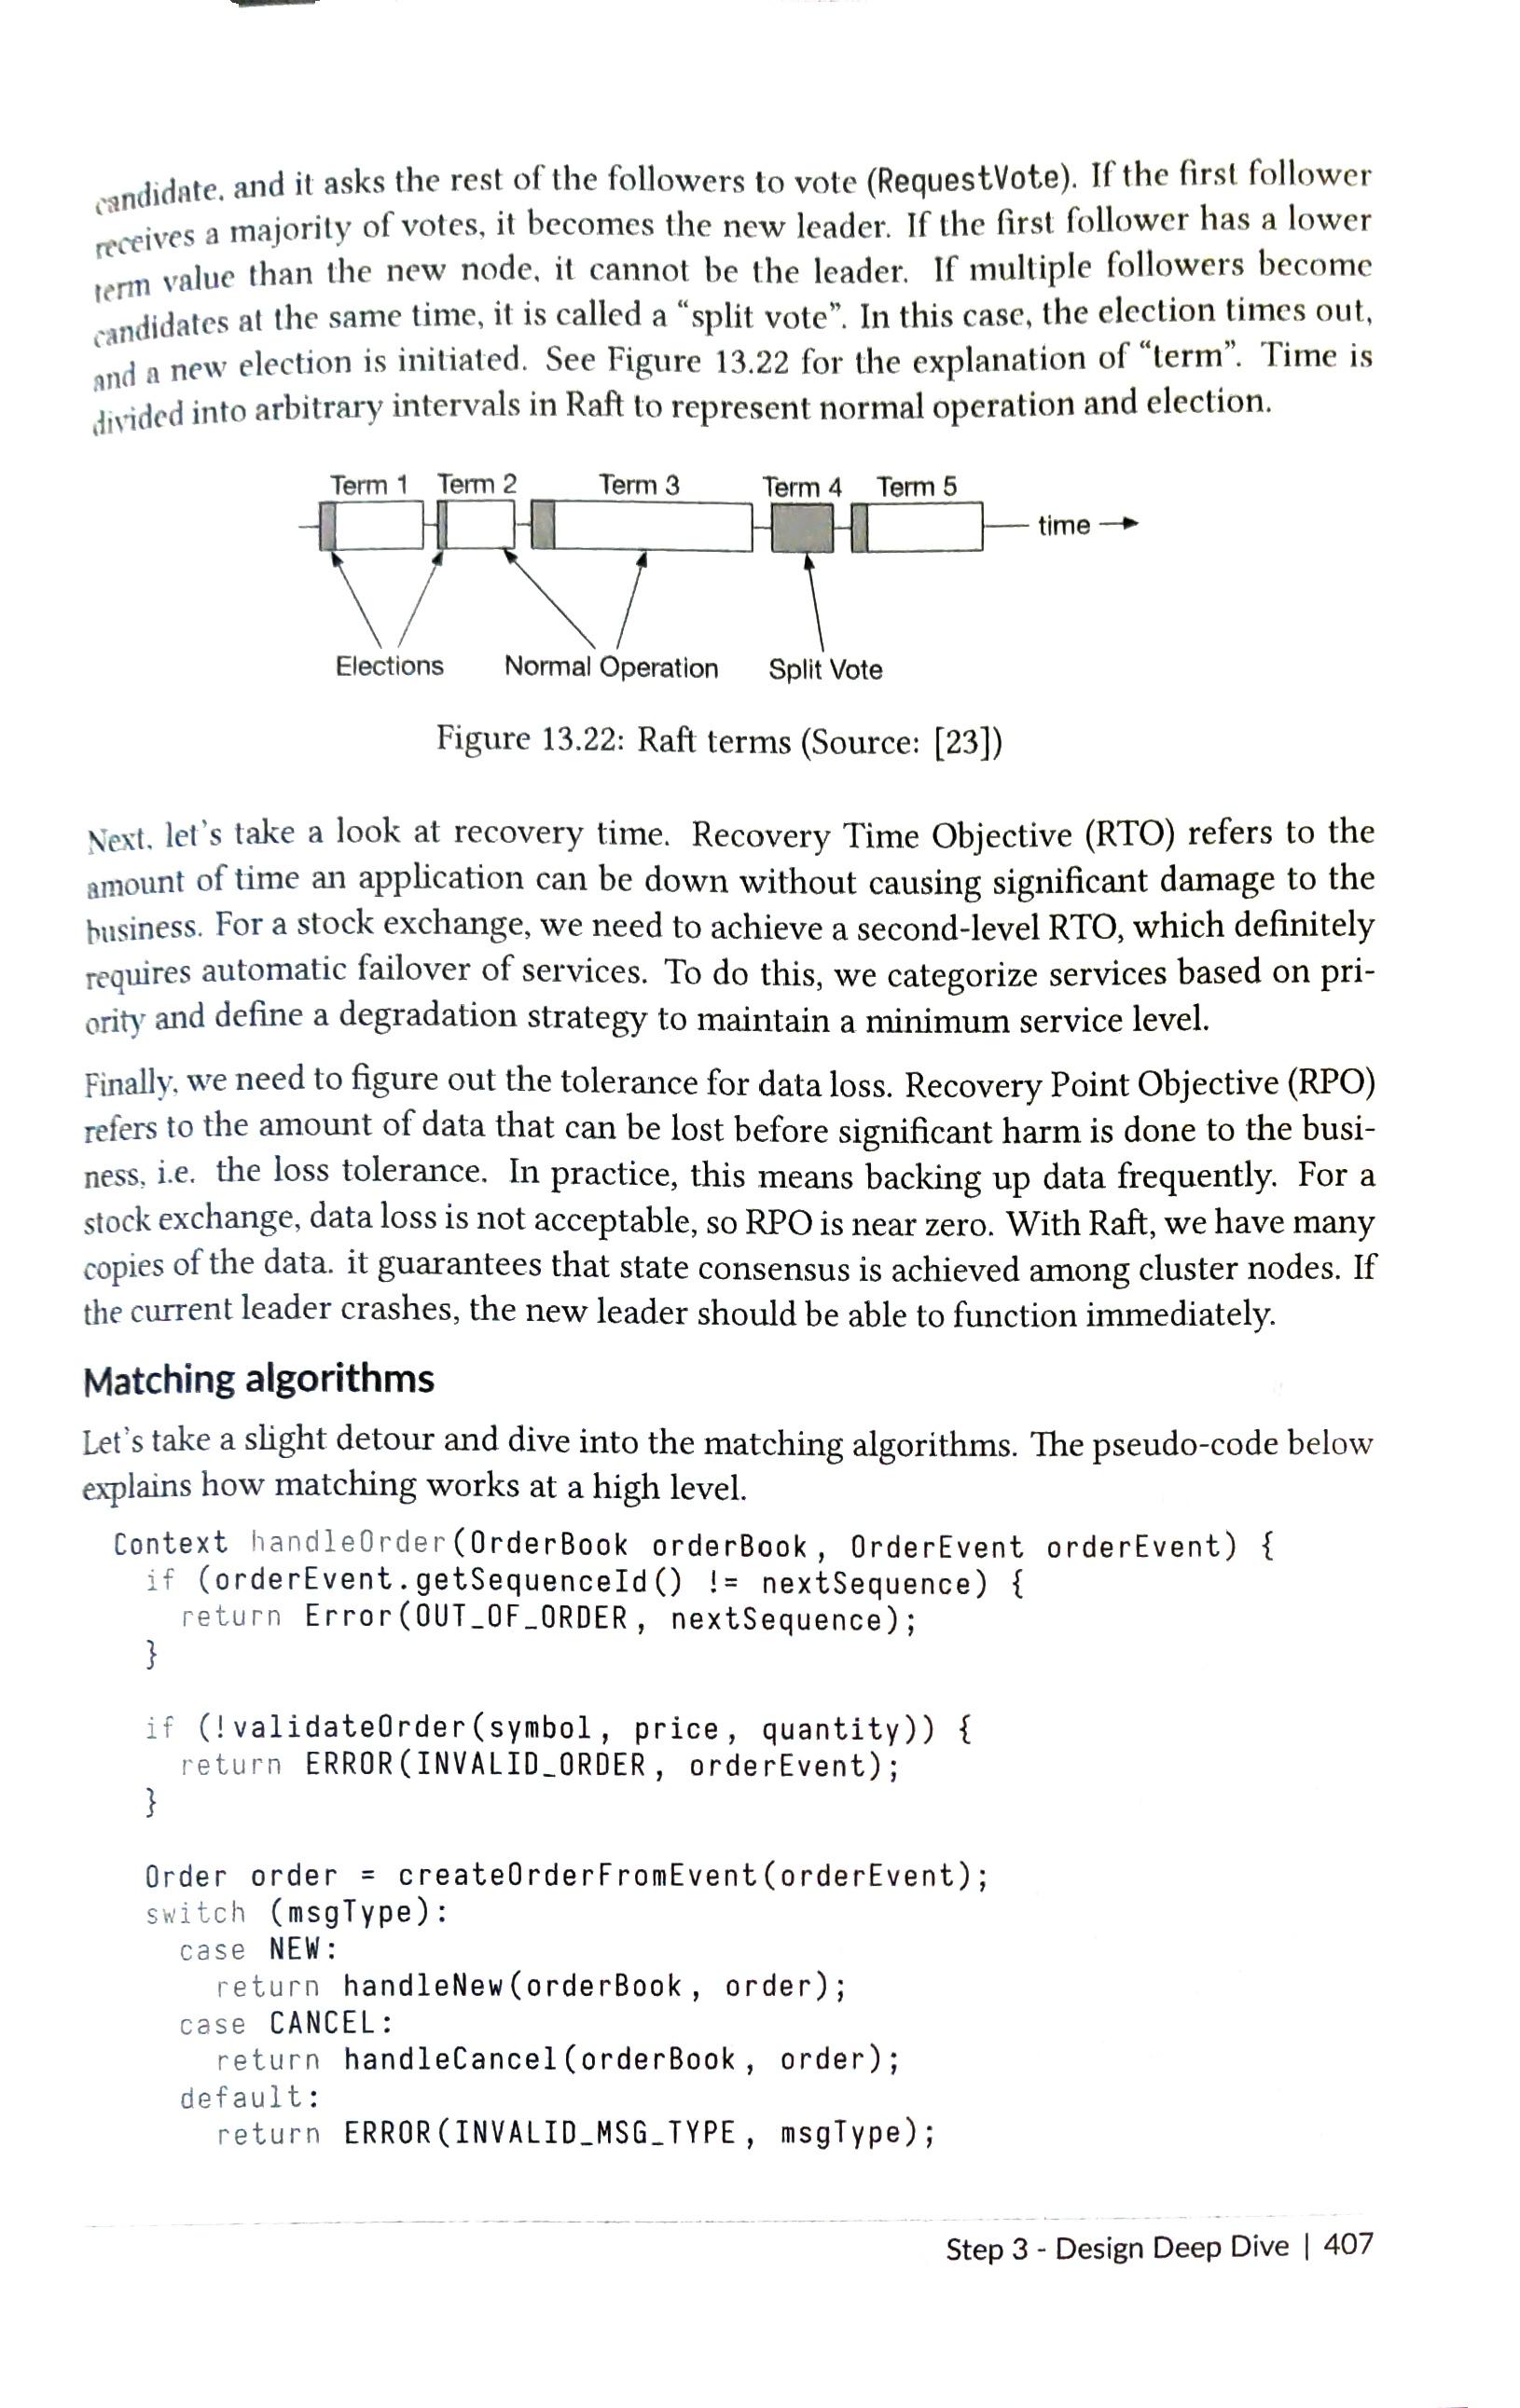 candidate, and it asks the rest of the followers to vote (RequestVote). If the first follower
receives a majority of votes, it becomes the new leader. If the first follower has a lower
term value than the new node, it cannot be the leader. If multiple followers become
candidates at the same time, it is called a “split vote”. In this case, the election times out,
and a new election is initiated. See Figure 13.22 for the explanation of “term”. Time is
divided into arbitrary intervals in Raft to represent normal operation and election.
Term 1 Term 2 Term 3 Term 4 Term 5
time
Elections Normal Operation Split Vote
Figure 13.22: Raft terms (Source: [23])
Next, let’s take a look at recovery time. Recovery Time Objective (RTO) refers to the
amount of time an application can be down without causing significant damage to the
business. For a stock exchange, we need to achieve a second-level RTO, which definitely
requires automatic failover of services. To do this, we categorize services based on pri-
ority and define a degradation strategy to maintain a minimum service level.
Finally, we need to figure out the tolerance for data loss. Recovery Point Objective (RPO)
refers to the amount of data that can be lost before significant harm is done to the busi-
ness, i.e. the loss tolerance. In practice, this means backing up data frequently. For a
stock exchange, data loss is not acceptable, so RPO is near zero. With Raft, we have many
copies of the data. it guarantees that state consensus is achieved among cluster nodes. If
the current leader crashes, the new leader should be able to function immediately.
Matching algorithms
Let’s take a slight detour and dive into the matching algorithms. The pseudo-code below
explains how matching works at a high level.
Context handleOrder(OrderBook orderBook, OrderEvent orderEvent) {
if (orderEvent.getSequenceId() != nextSequence) {
return Error(OUT_OF_ORDER, nextSequence);
}
if (!validateOrder(symbol, price, quantity)) {
return ERROR(INVALID_ORDER, orderEvent);
}
Order order = createOrderFromEvent(orderEvent);
switch (msgType):
case NEW:
return handleNew(orderBook, order);
case CANCEL:
return handleCancel(orderBook, order);
default:
return ERROR(INVALID_MSG_TYPE, msgType);
Step 3 - Design Deep Dive | 407